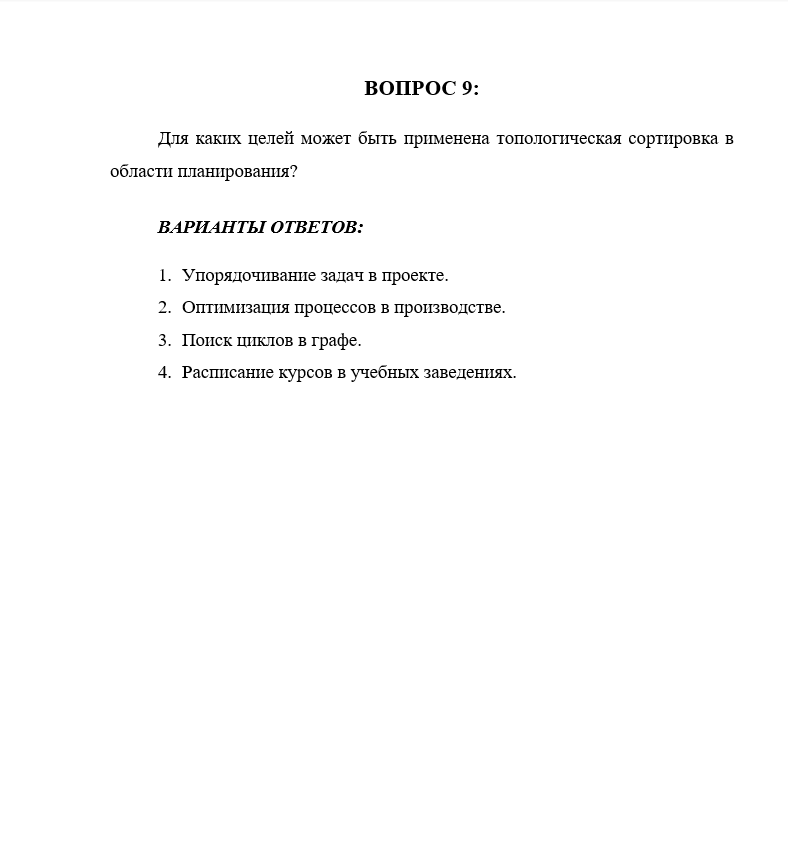 ВОПРОС 9:
Для каких целей может быть применена топологическая сортировка в
области планирования?
ВАРИАНТЫ ОТВЕТОВ:
1. Упорядочивание задач в проекте.
2. Оптимизация процессов в производстве.
3. Поиск циклов в графе.
4. Расписание курсов в учебных заведениях.